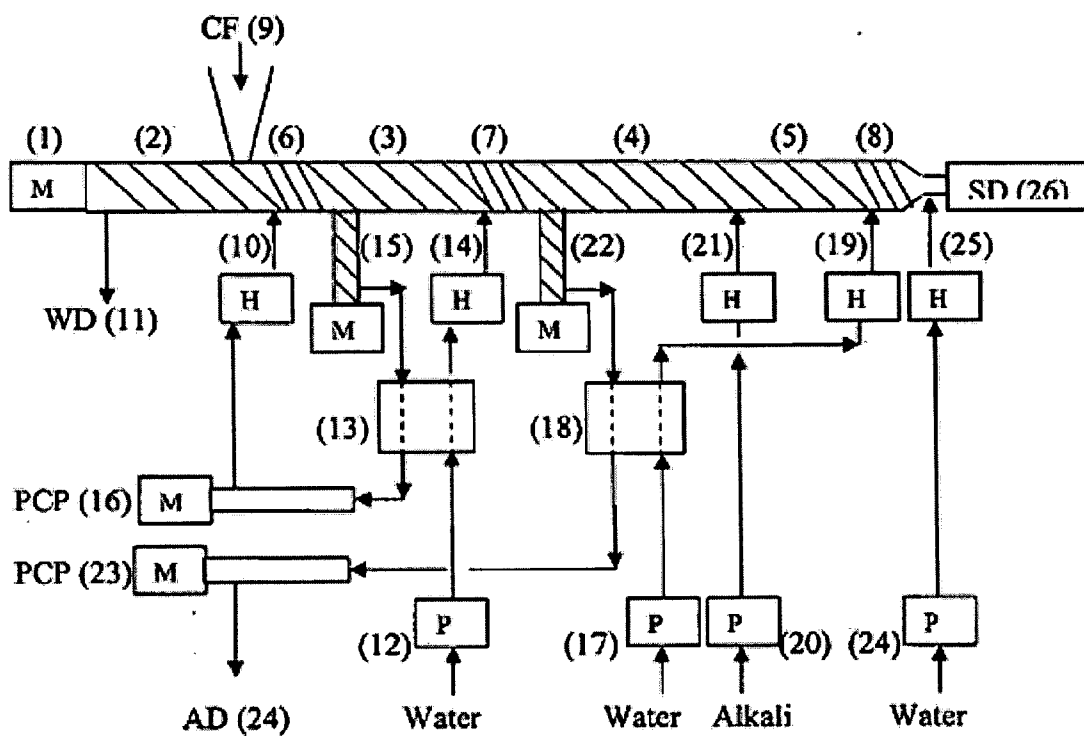 CF (9)
(1) (2) (6) (3) (7) (4) (5) (8)
M
SD (26)
(10) (15) (14) (22) (21) (19) (25)
H H H H H
WD (11)
M M
(13) (18)
PCP (16) M
PCP (23) M
(12) P (17) P P (20) (24) P
AD (24) Water Water Alkali Water